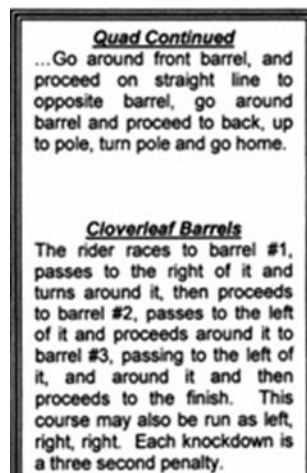 Quad Continued
...Go around front barrel, and
proceed on straight line to
opposite barrel, go around
barrel and proceed to back, up
to pole, turn pole and go home.
Cloverleaf Barrels
The rider races to barrel #1,
passes to the right of it and
turns around it, then proceeds
to barrel #2, passes to the left
of it and proceeds around it to
barrel #3, passing to the left of
it, and around it and then
proceeds to the finish. This
course may also be run as left,
right, right. Each knockdown is
a three second penalty.